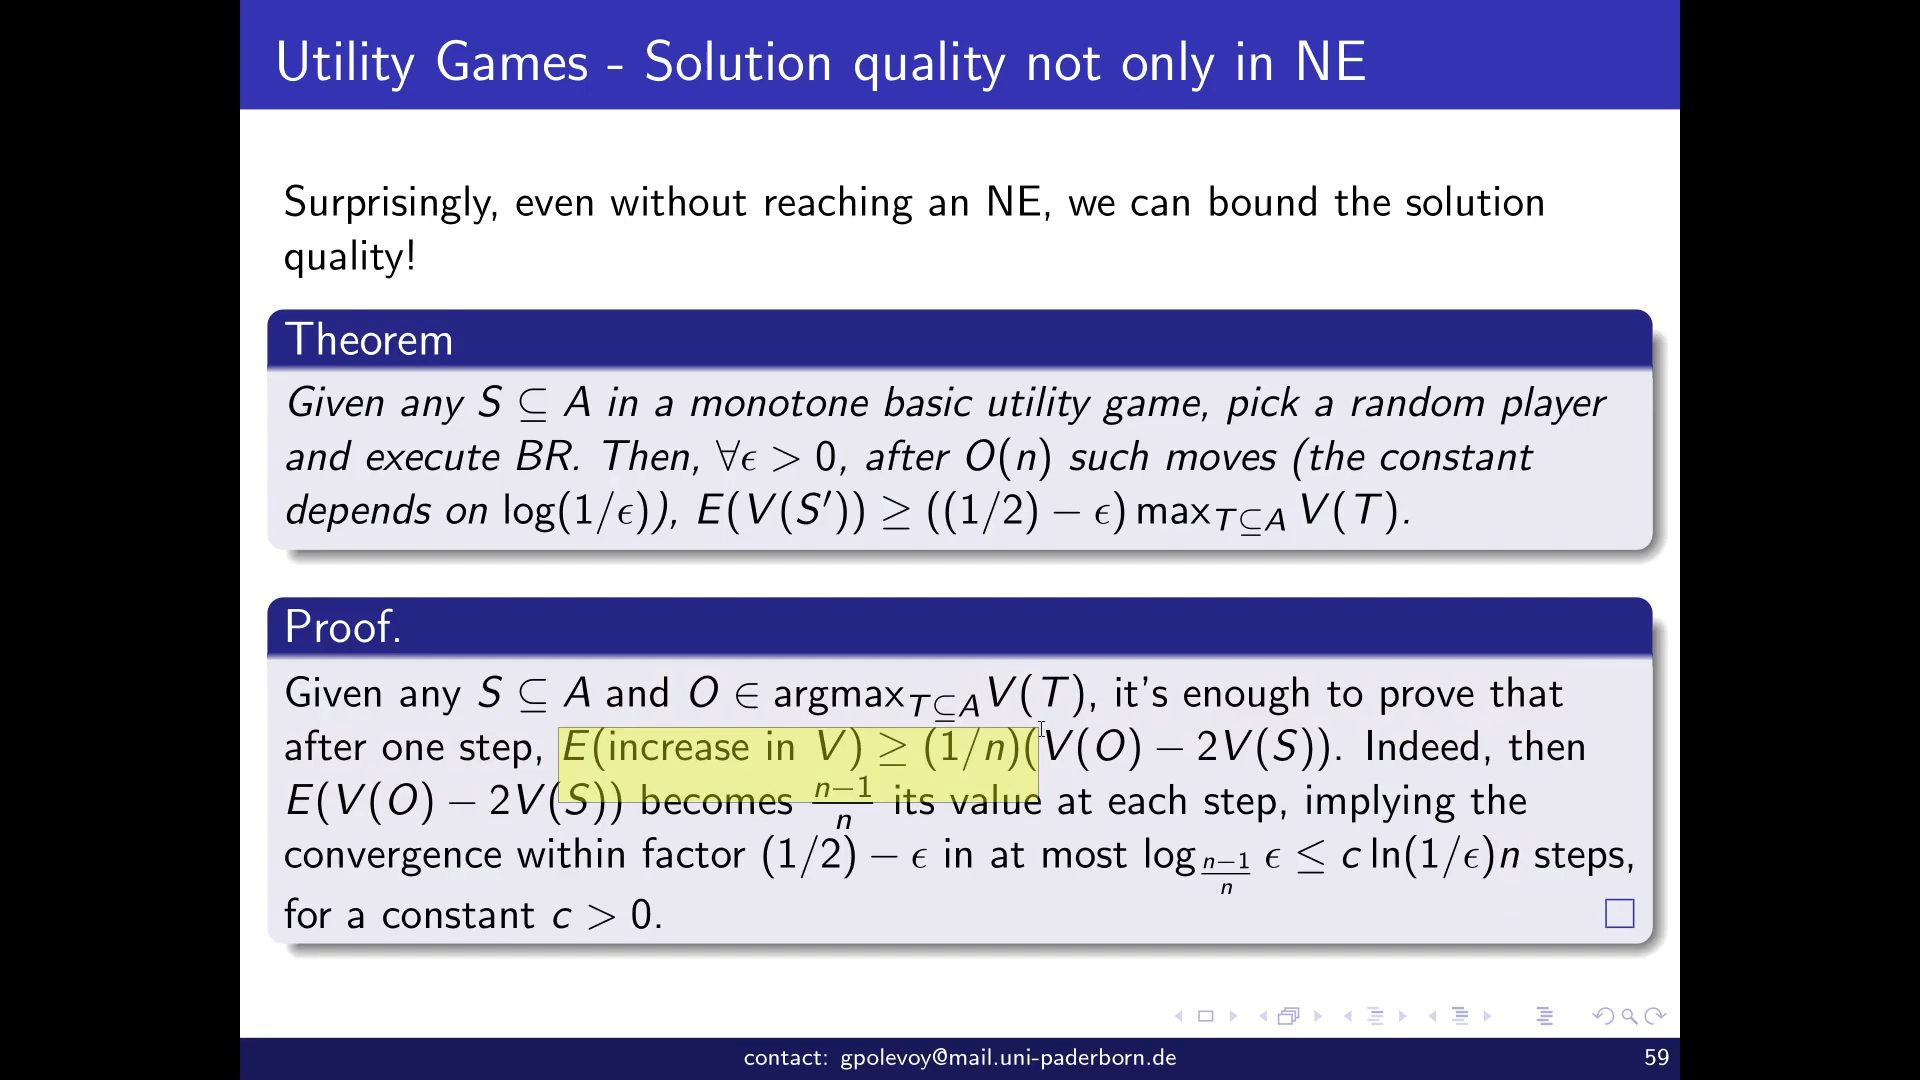 Utility Games - Solution quality not only in NE
Surprisingly, even without reaching an NE, we can bound the solution
quality!
Theorem
Given any S ⊆ A in a monotone basic utility game, pick a random player
and execute BR. Then, ∀ϵ > 0, after O(n) such moves (the constant
depends on log(1/ϵ)), E(V(S′)) ≥ ((1/2) − ϵ) max_{T⊆A} V(T).
Proof.
Given any S ⊆ A and O ∈ argmax_{T⊆A} V(T), it's enough to prove that
after one step, E(increase in V) ≥ (1/n)(V(O) − 2V(S)). Indeed, then
E(V(O) − 2V(S)) becomes \frac{n−1}{n} its value at each step, implying the
convergence within factor (1/2) − ϵ in at most log_{\frac{n−1}{n}} ϵ ≤ c ln(1/ϵ)n steps,
for a constant c > 0. □
contact: gpolevoy@mail.uni-paderborn.de 59